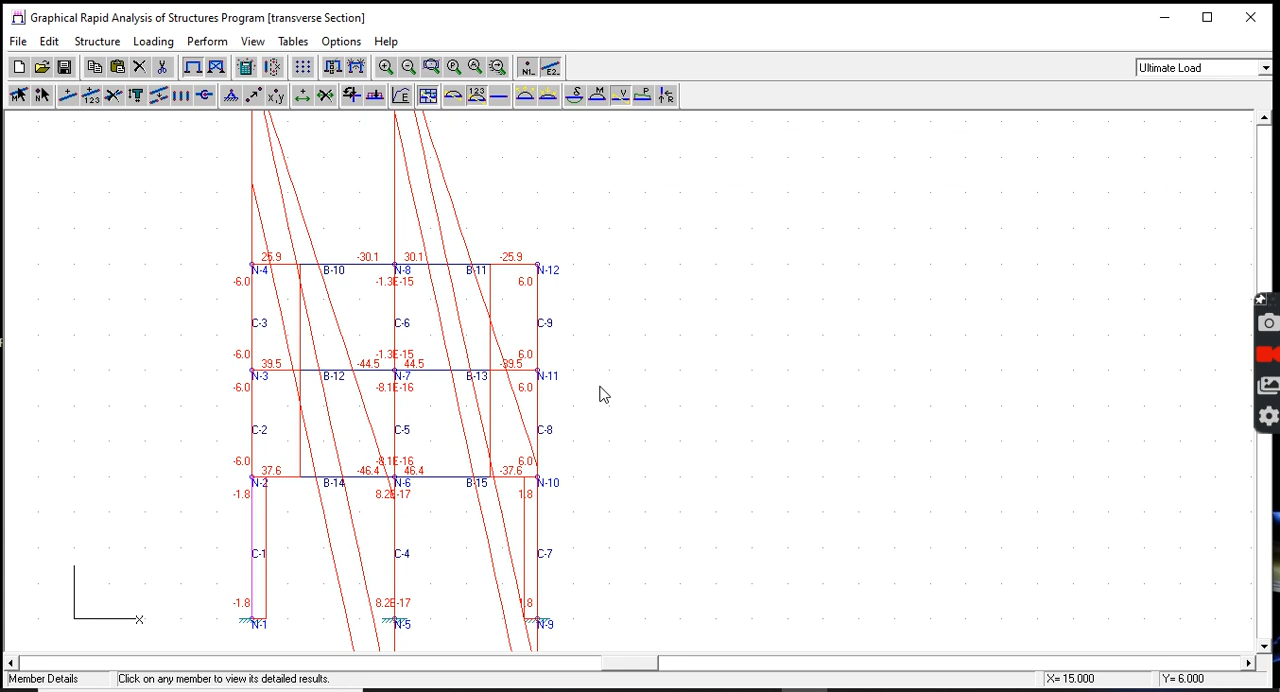 Graphical Rapid Analysis of Structures Program [transverse Section]
File Edit Structure Loading Perform View Tables Options Help
N1... E2... Ultimate Load
123 123 x,y E δ M V P
25.9 -30.1 30.1 -25.9
N-4 B-10 N-8 B-11 N-12
-6.0 -1.3E-15 6.0
C-3 C-6 C-9
-6.0 -1.3E-15 6.0
39.5 -44.5 44.5 -39.5
N-3 B-12 N-7 B-13 N-11
-6.0 -8.1E-16 6.0
C-2 C-5 C-8
-6.0 -8.1E-16 6.0
37.6 -46.4 46.4 -37.6
N-2 B-14 N-6 B-15 N-10
-1.8 8.2E-17 1.8
C-1 C-4 C-7
-1.8 8.2E-17 1.8
X N-1 N-5 N-9
Member Details Click on any member to view its detailed results. X= 15.000 Y= 6.000